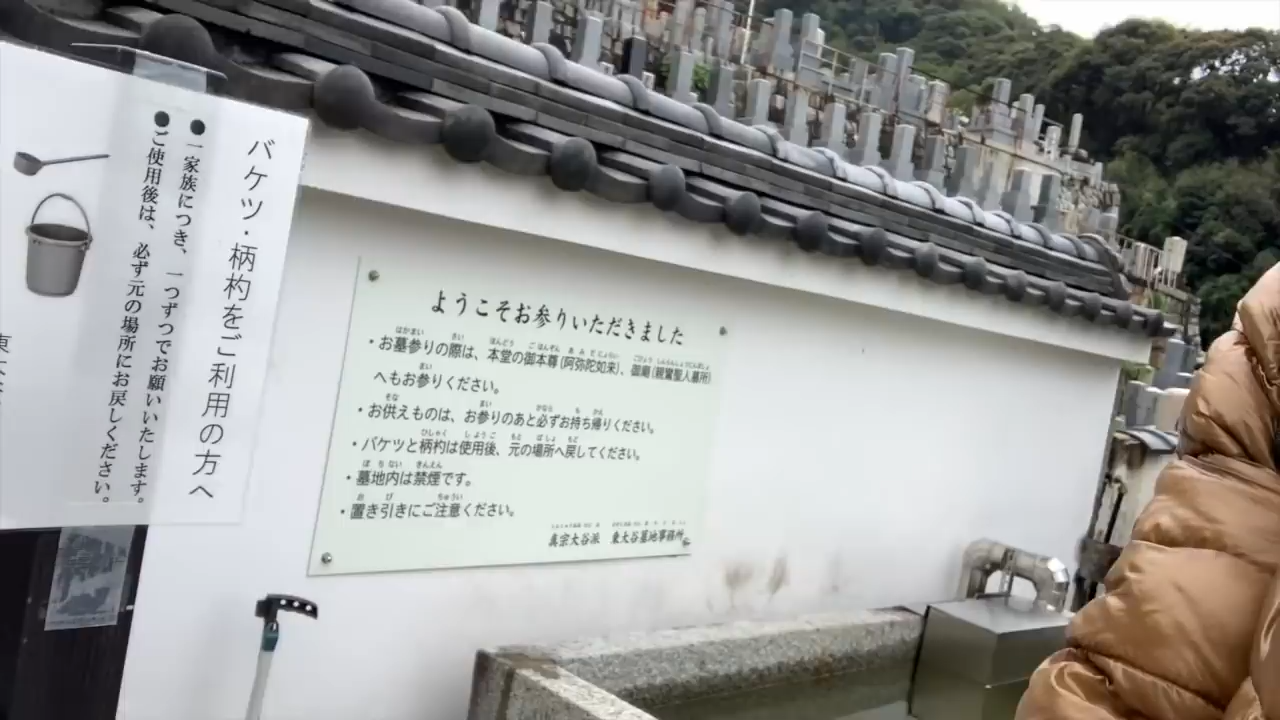 バケツ・柄杓をご利用の方へ
●一家族につき、一つずつでお願いいたします。
●ご使用後は、必ず元の場所にお戻しください。
ようこそお参りいただきました
・お墓参りの際は、本堂の御本尊(阿弥陀如来)、御廟(親鸞聖人墓所)
へもお参りください。
・お供えものは、お参りのあと必ずお持ち帰りください。
・バケツと柄杓は使用後、元の場所へ戻してください。
・墓地内は禁煙です。
・置き引きにご注意ください。
真宗大谷派 東大谷墓地事務所